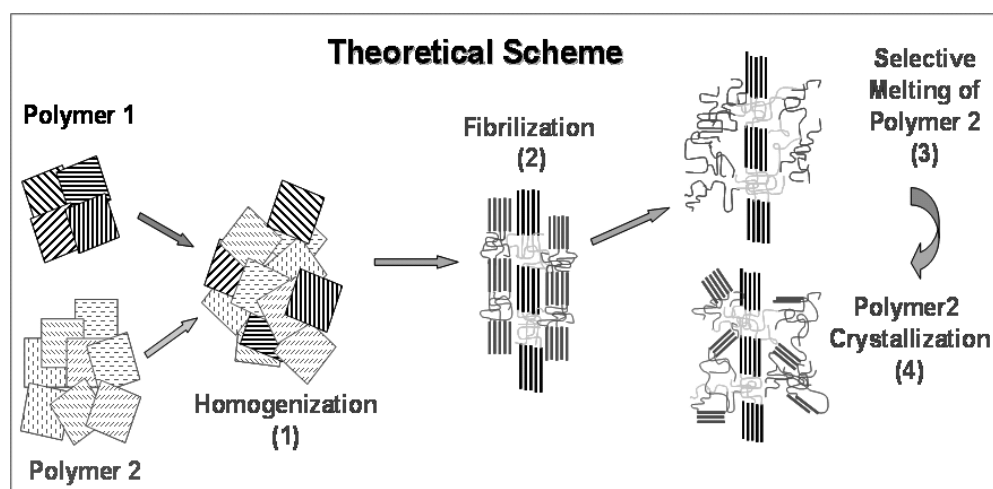 Theoretical Scheme
Polymer 1
Polymer 2
Homogenization
(1)
Fibrilization
(2)
Selective
Melting of
Polymer 2
(3)
Polymer2
Crystallization
(4)